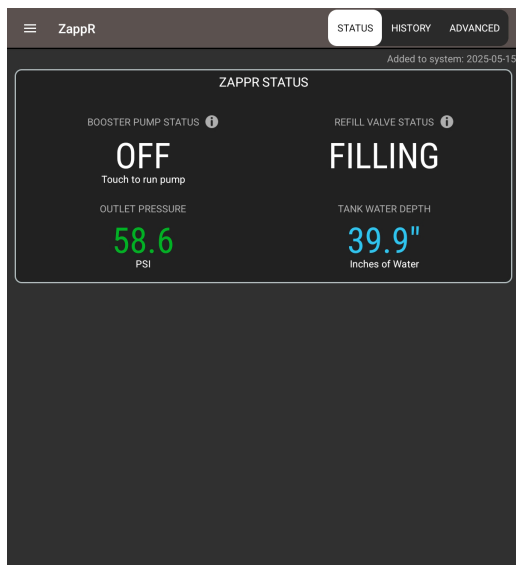 ZappR
STATUS HISTORY ADVANCED
Added to system: 2025-05-15
ZAPPR STATUS
BOOSTER PUMP STATUS
REFILL VALVE STATUS
OFF
FILLING
Touch to run pump
OUTLET PRESSURE
TANK WATER DEPTH
58.6
39.9"
PSI
Inches of Water